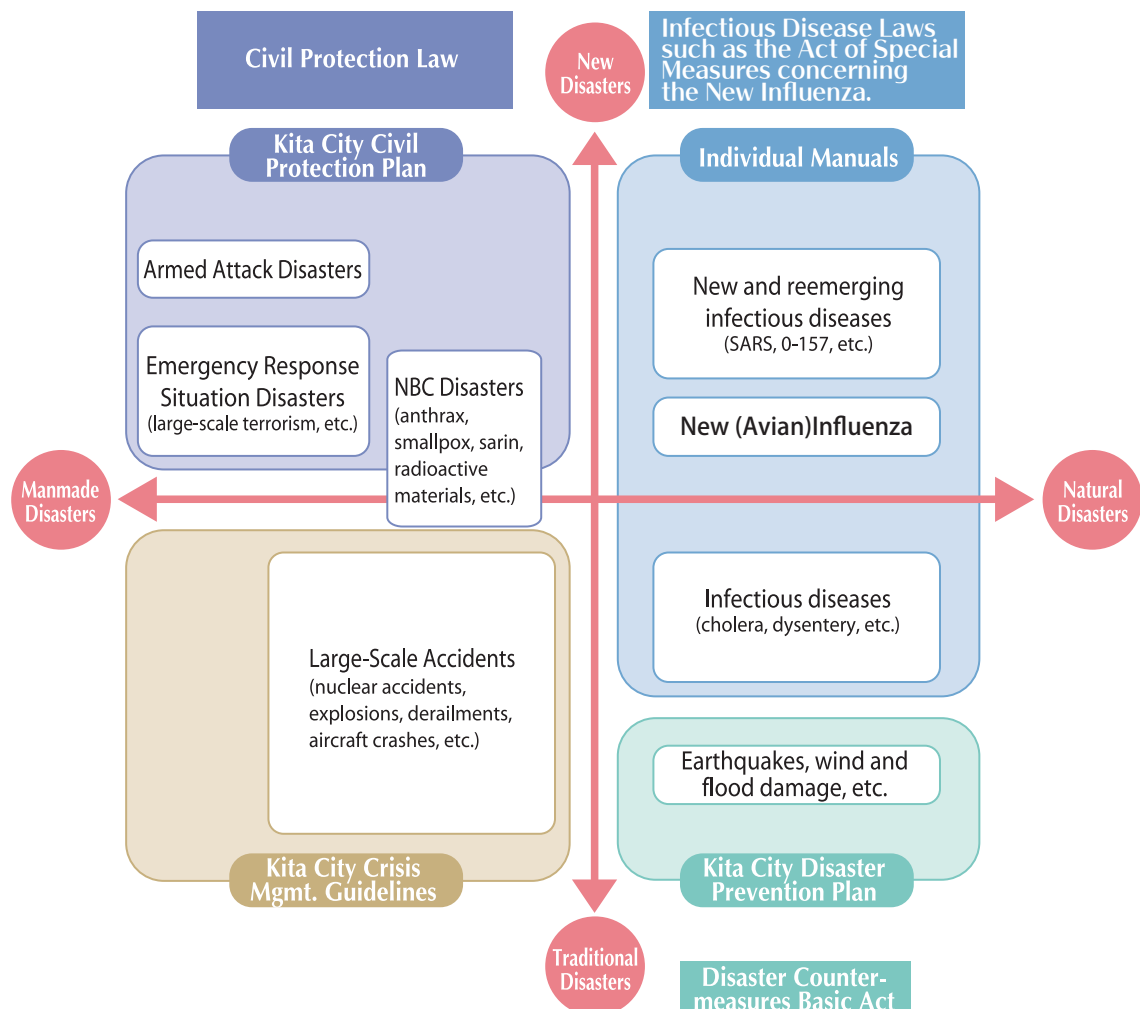 Civil Protection Law
New
Disasters
Infectious Disease Laws
such as the Act of Special
Measures concerning
the New Influenza.
Kita City Civil
Protection Plan
Individual Manuals
Armed Attack Disasters
Emergency Response
Situation Disasters
(large-scale terrorism, etc.)
NBC Disasters
(anthrax,
smallpox, sarin,
radioactive
materials, etc.)
New and reemerging
infectious diseases
(SARS, 0-157, etc.)
New (Avian)Influenza
Manmade
Disasters
Natural
Disasters
Large-Scale Accidents
(nuclear accidents,
explosions, derailments,
aircraft crashes, etc.)
Infectious diseases
(cholera, dysentery, etc.)
Earthquakes, wind and
flood damage, etc.
Kita City Crisis
Mgmt. Guidelines
Kita City Disaster
Prevention Plan
Traditional
Disasters
Disaster Counter-
measures Basic Act